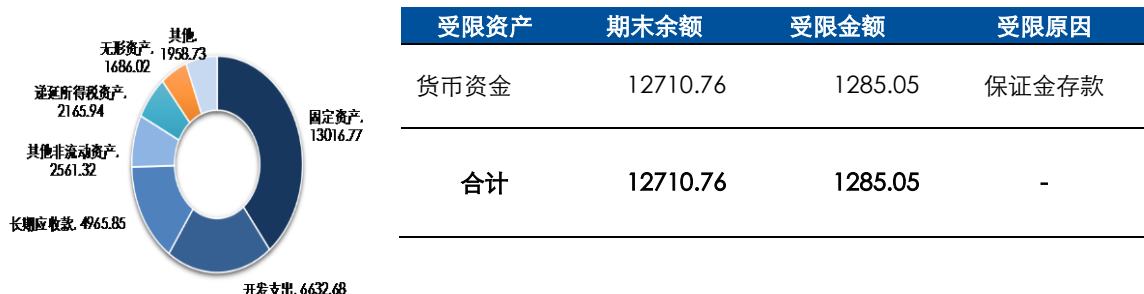 其他,
1958.73
无形资产,
1686.02
递延所得税资产,
2165.94
其他非流动资产,
2561.32
长期应收款, 4965.85
固定资产,
13016.77
开发支出, 6632.68
受限资产 期末余额 受限金额 受限原因
货币资金 12710.76 1285.05 保证金存款
合计 12710.76 1285.05 -